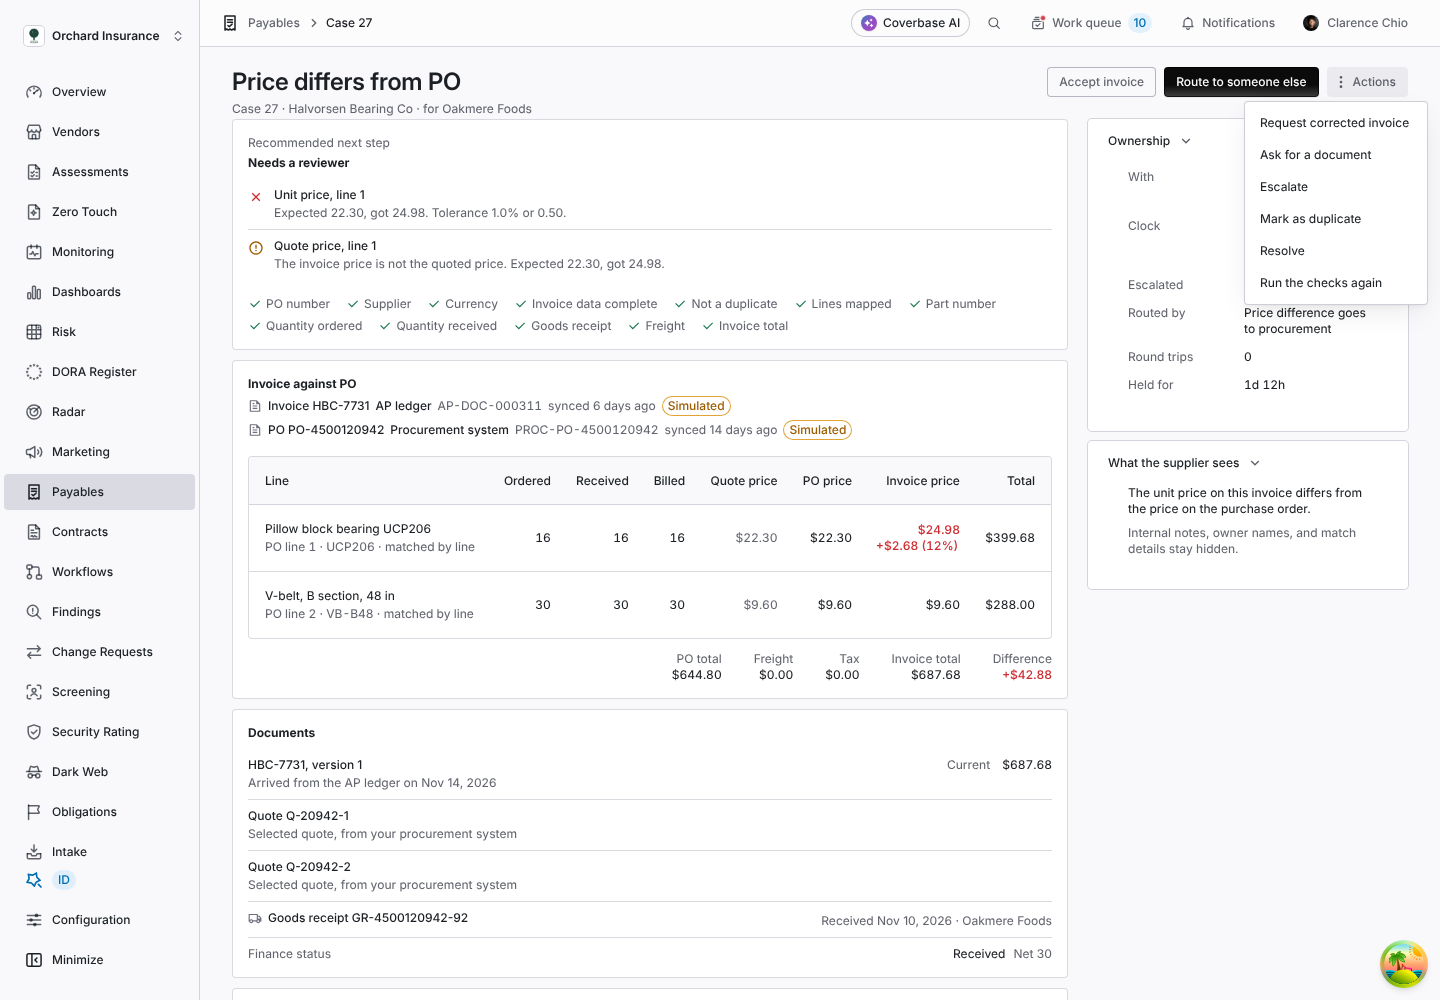 Orchard Insurance
Payables > Case 27
Coverbase AI
Work queue 10
Notifications
Clarence Chio
Overview
Vendors
Assessments
Zero Touch
Monitoring
Dashboards
Risk
DORA Register
Radar
Marketing
Payables
Contracts
Workflows
Findings
Change Requests
Screening
Security Rating
Dark Web
Obligations
Intake
ID
Configuration
Minimize
Price differs from PO
Case 27 · Halvorsen Bearing Co · for Oakmere Foods
Accept invoice
Route to someone else
Actions
Request corrected invoice
Ask for a document
Escalate
Mark as duplicate
Resolve
Run the checks again
Recommended next step
Needs a reviewer
Unit price, line 1
Expected 22.30, got 24.98. Tolerance 1.0% or 0.50.
Quote price, line 1
The invoice price is not the quoted price. Expected 22.30, got 24.98.
PO number Supplier Currency Invoice data complete Not a duplicate Lines mapped Part number
Quantity ordered Quantity received Goods receipt Freight Invoice total
Ownership
With
Clock
Escalated
Routed by Price difference goes
to procurement
Round trips 0
Held for 1d 12h
What the supplier sees
The unit price on this invoice differs from
the price on the purchase order.
Internal notes, owner names, and match
details stay hidden.
Invoice against PO
Invoice HBC-7731 AP ledger AP-DOC-000311 synced 6 days ago Simulated
PO PO-4500120942 Procurement system PROC-PO-4500120942 synced 14 days ago Simulated
Line Ordered Received Billed Quote price PO price Invoice price Total
Pillow block bearing UCP206
PO line 1 · UCP206 · matched by line
16 16 16 $22.30 $22.30 $24.98 $399.68
+$2.68 (12%)
V-belt, B section, 48 in
PO line 2 · VB-B48 · matched by line
30 30 30 $9.60 $9.60 $9.60 $288.00
PO total Freight Tax Invoice total Difference
$644.80 $0.00 $0.00 $687.68 +$42.88
Documents
HBC-7731, version 1 Current $687.68
Arrived from the AP ledger on Nov 14, 2026
Quote Q-20942-1
Selected quote, from your procurement system
Quote Q-20942-2
Selected quote, from your procurement system
Goods receipt GR-4500120942-92 Received Nov 10, 2026 · Oakmere Foods
Finance status Received Net 30